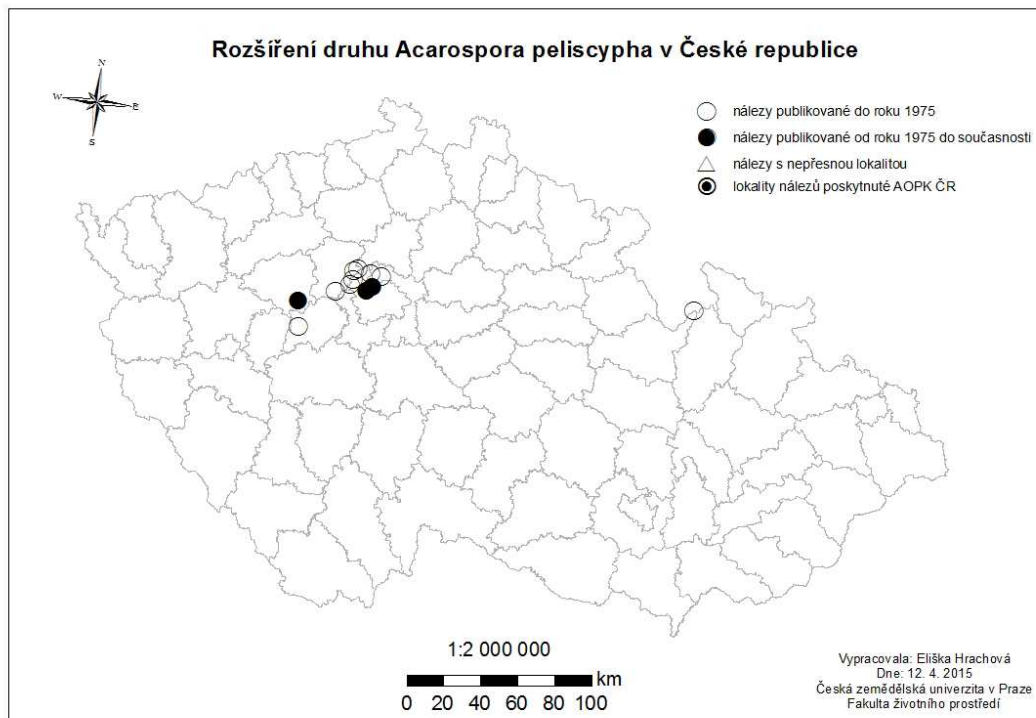 Rozšíření druhu Acarospora peliscypha v České republice
N
W
E
S
nálezy publikované do roku 1975
nálezy publikované od roku 1975 do současnosti
nálezy s nepřesnou lokalitou
lokality nálezů poskytnuté AOPK ČR
1:2 000 000
km
0 20 40 60 80 100
Vypracovala: Eliška Hrachová
Dne: 12. 4. 2015
Česká zemědělská univerzita v Praze
Fakulta životního prostředí